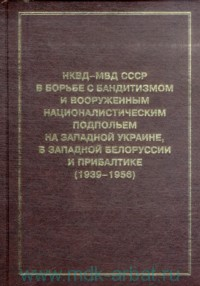 НКВД–МВД СССР
В БОРЬБЕ С БАНДИТИЗМОМ
И ВООРУЖЕННЫМ
НАЦИОНАЛИСТИЧЕСКИМ
ПОДПОЛЬЕМ
НА ЗАПАДНОЙ УКРАИНЕ,
В ЗАПАДНОЙ БЕЛОРУССИИ
И ПРИБАЛТИКЕ
(1939–1956)
www.mdk-arbat.ru